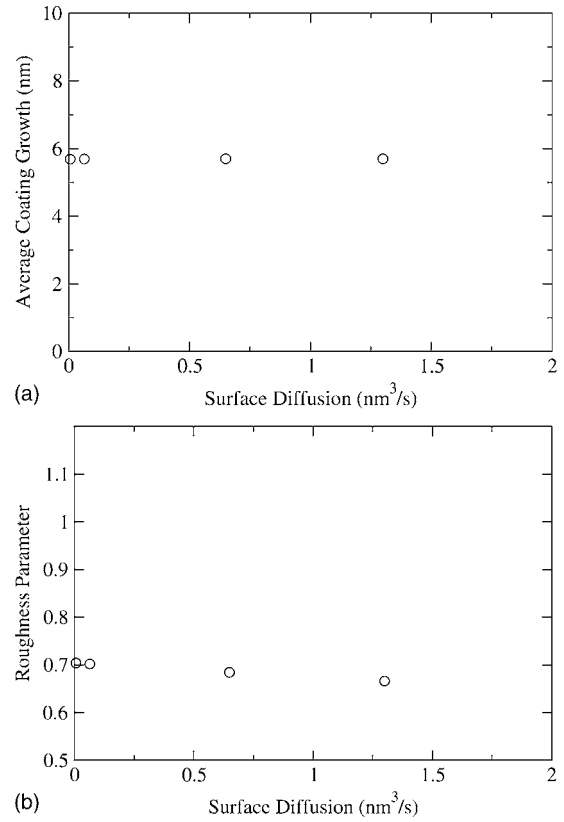 10
8
6
4
2
0
Average Coating Growth (nm)
0 0.5 1 1.5 2
Surface Diffusion (nm³/s)
(a)
1.1
1
0.9
0.8
0.7
0.6
0.5
Roughness Parameter
0 0.5 1 1.5 2
Surface Diffusion (nm³/s)
(b)